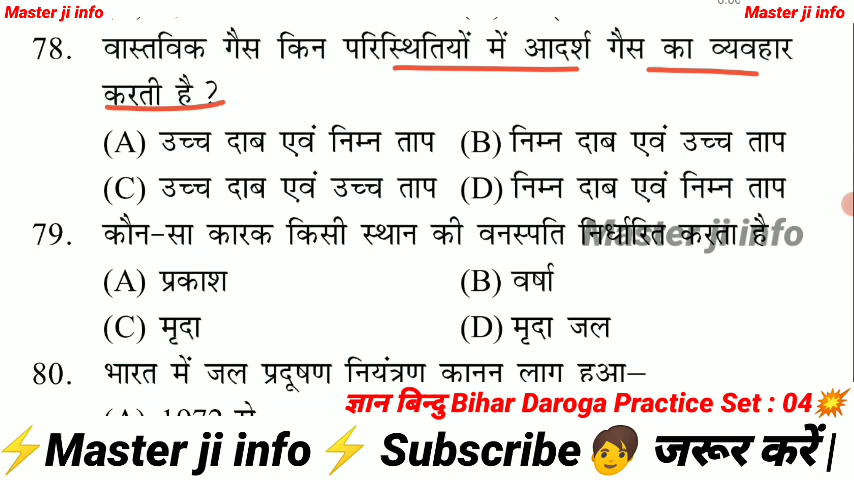 Master ji info
Master ji info
78. वास्तविक गैस किन परिस्थितियों में आदर्श गैस का व्यवहार
करती है ?
(A) उच्च दाब एवं निम्न ताप (B) निम्न दाब एवं उच्च ताप
(C) उच्च दाब एवं उच्च ताप (D) निम्न दाब एवं निम्न ताप
79. कौन-सा कारक किसी स्थान की वनस्पति निर्धारित करता है
Master ji info
(A) प्रकाश (B) वर्षा
(C) मृदा (D) मृदा जल
80. भारत में जल प्रदूषण नियंत्रण कानून लागू हुआ–
ज्ञान बिन्दु Bihar Daroga Practice Set : 04
Master ji info Subscribe जरूर करें|